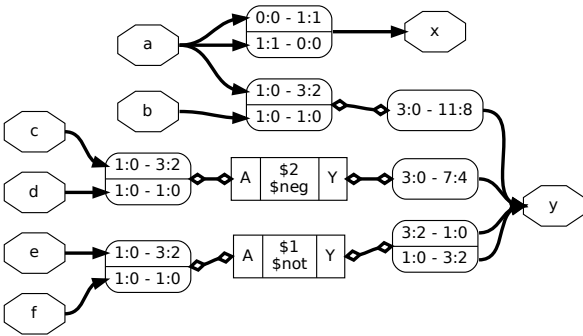 a
0:0 - 1:1
1:1 - 0:0
x
b
1:0 - 3:2
1:0 - 1:0
3:0 - 11:8
c
d
1:0 - 3:2
1:0 - 1:0
A
$2
$neg
Y
3:0 - 7:4
y
e
f
1:0 - 3:2
1:0 - 1:0
A
$1
$not
Y
3:2 - 1:0
1:0 - 3:2